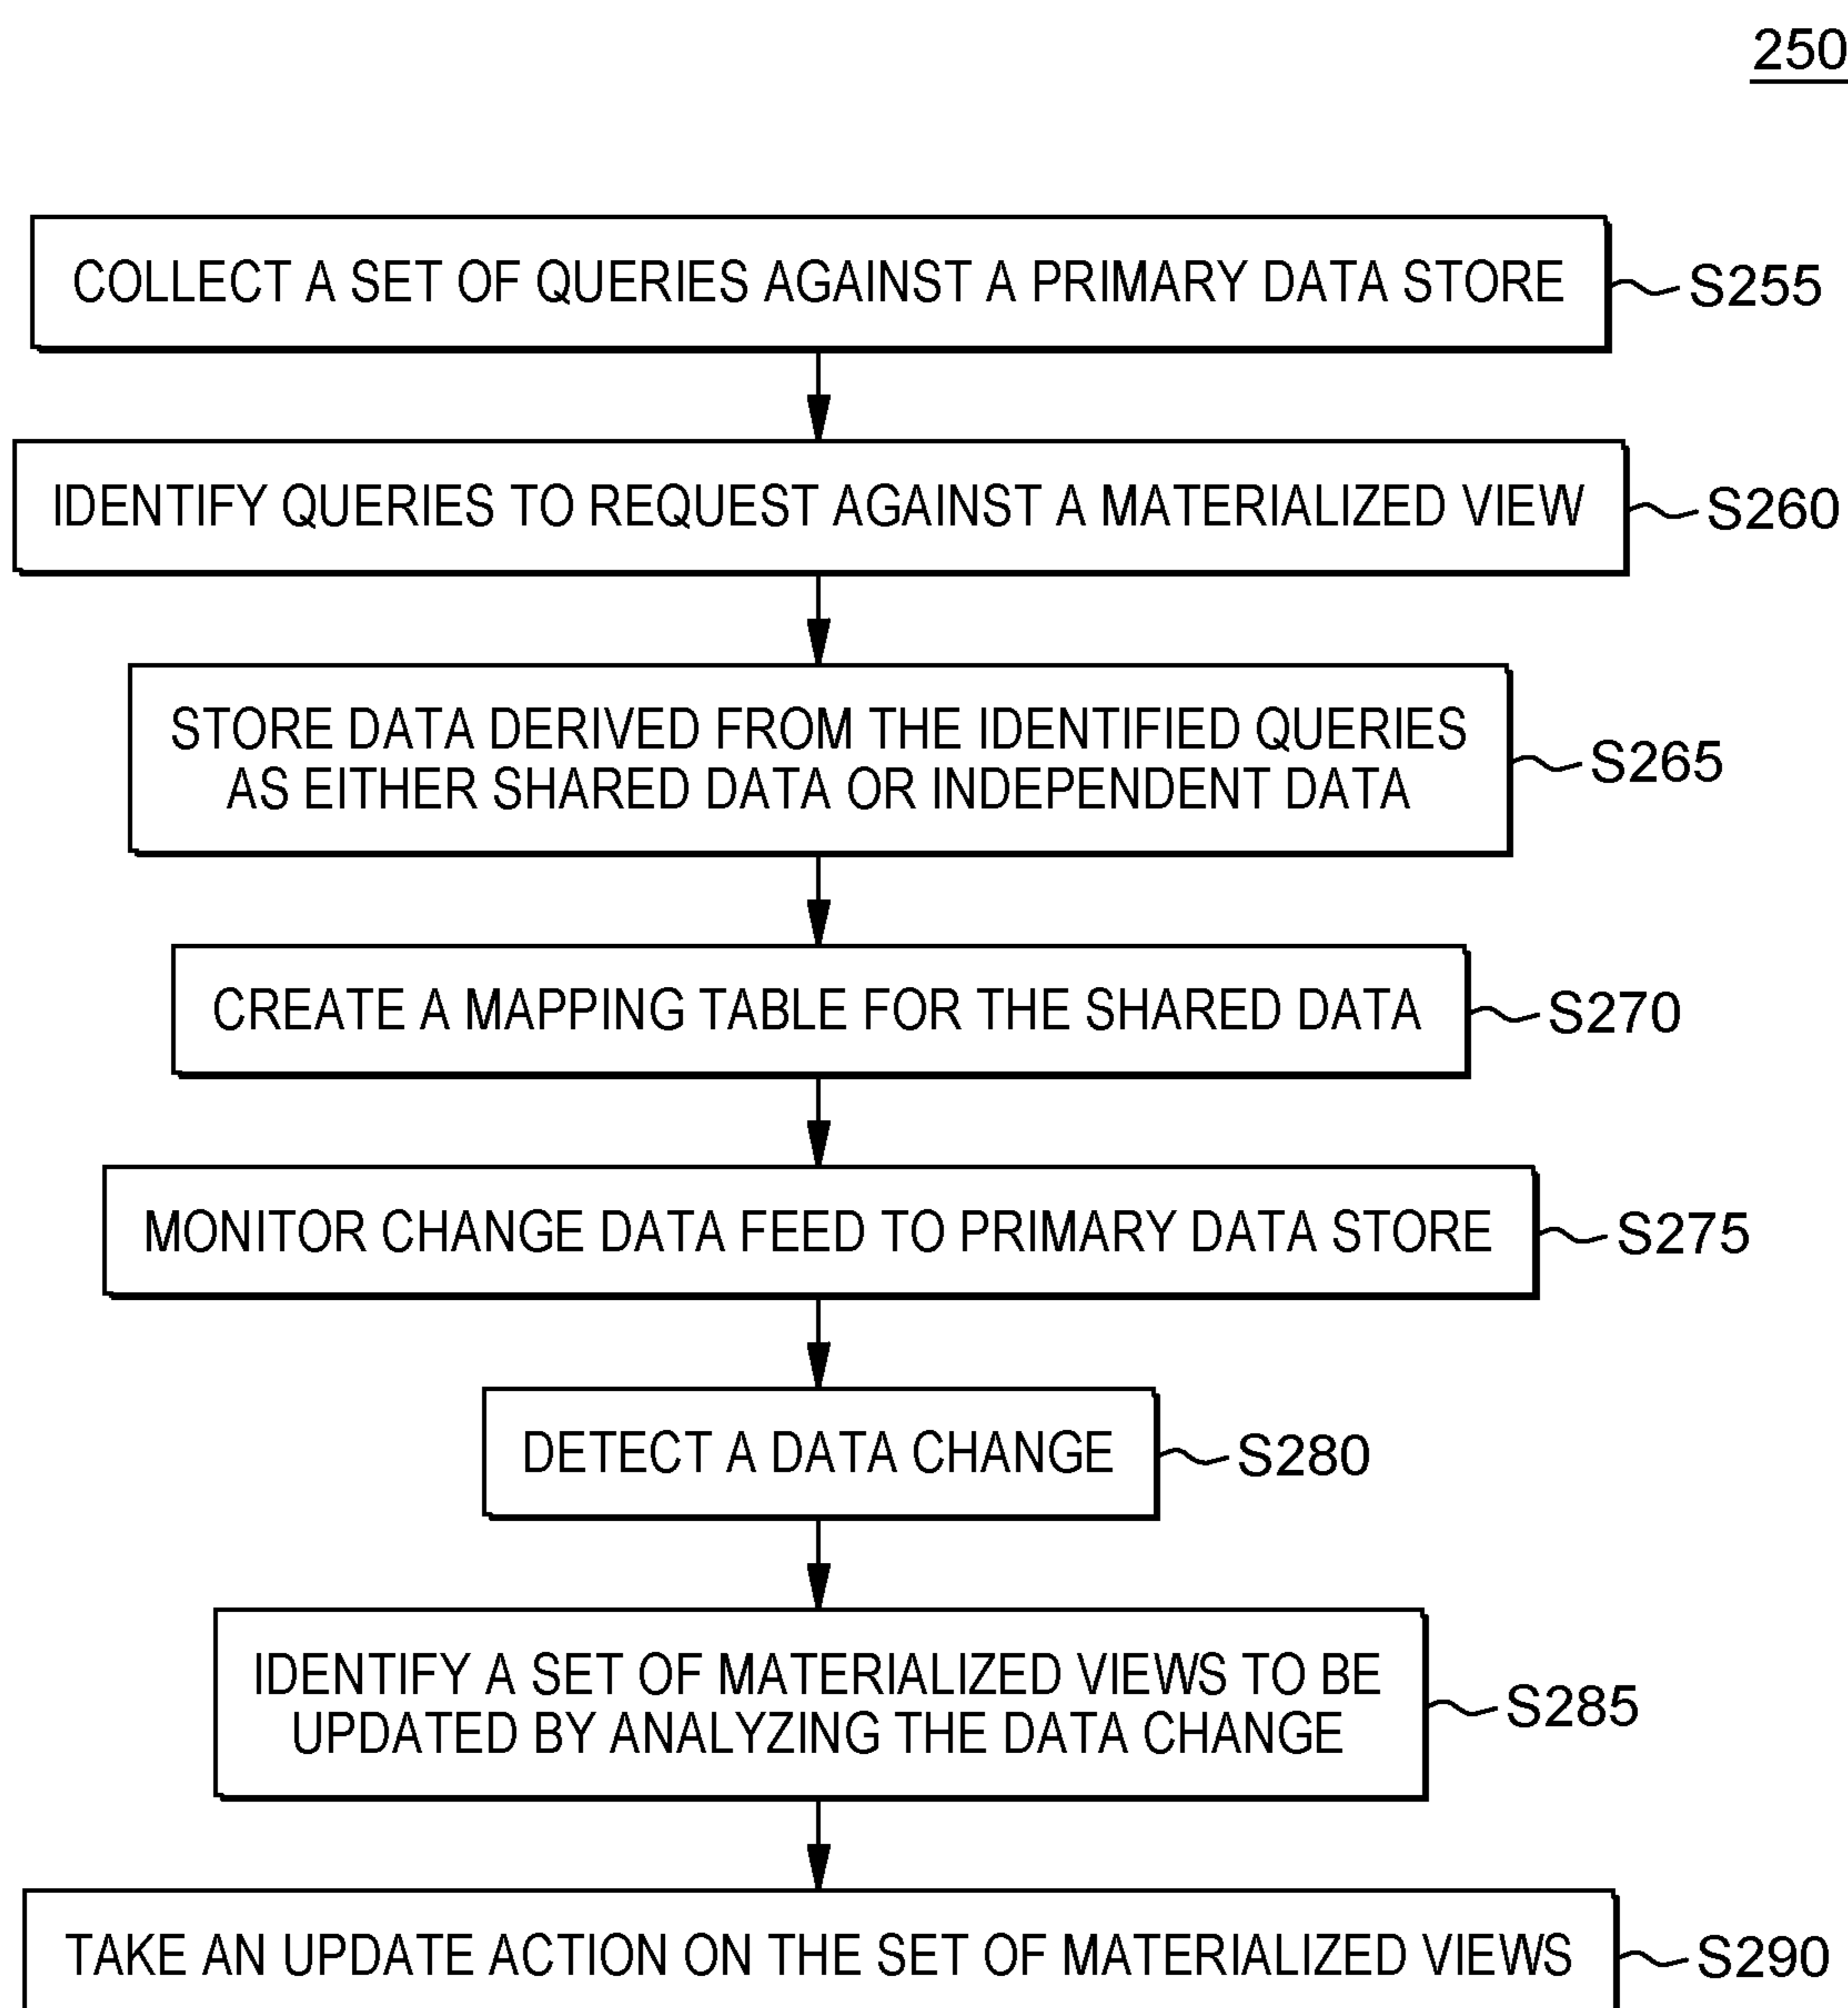 250
COLLECT A SET OF QUERIES AGAINST A PRIMARY DATA STORE
S255
IDENTIFY QUERIES TO REQUEST AGAINST A MATERIALIZED VIEW
S260
STORE DATA DERIVED FROM THE IDENTIFIED QUERIES
AS EITHER SHARED DATA OR INDEPENDENT DATA
S265
CREATE A MAPPING TABLE FOR THE SHARED DATA
S270
MONITOR CHANGE DATA FEED TO PRIMARY DATA STORE
S275
DETECT A DATA CHANGE
S280
IDENTIFY A SET OF MATERIALIZED VIEWS TO BE
UPDATED BY ANALYZING THE DATA CHANGE
S285
TAKE AN UPDATE ACTION ON THE SET OF MATERIALIZED VIEWS
S290